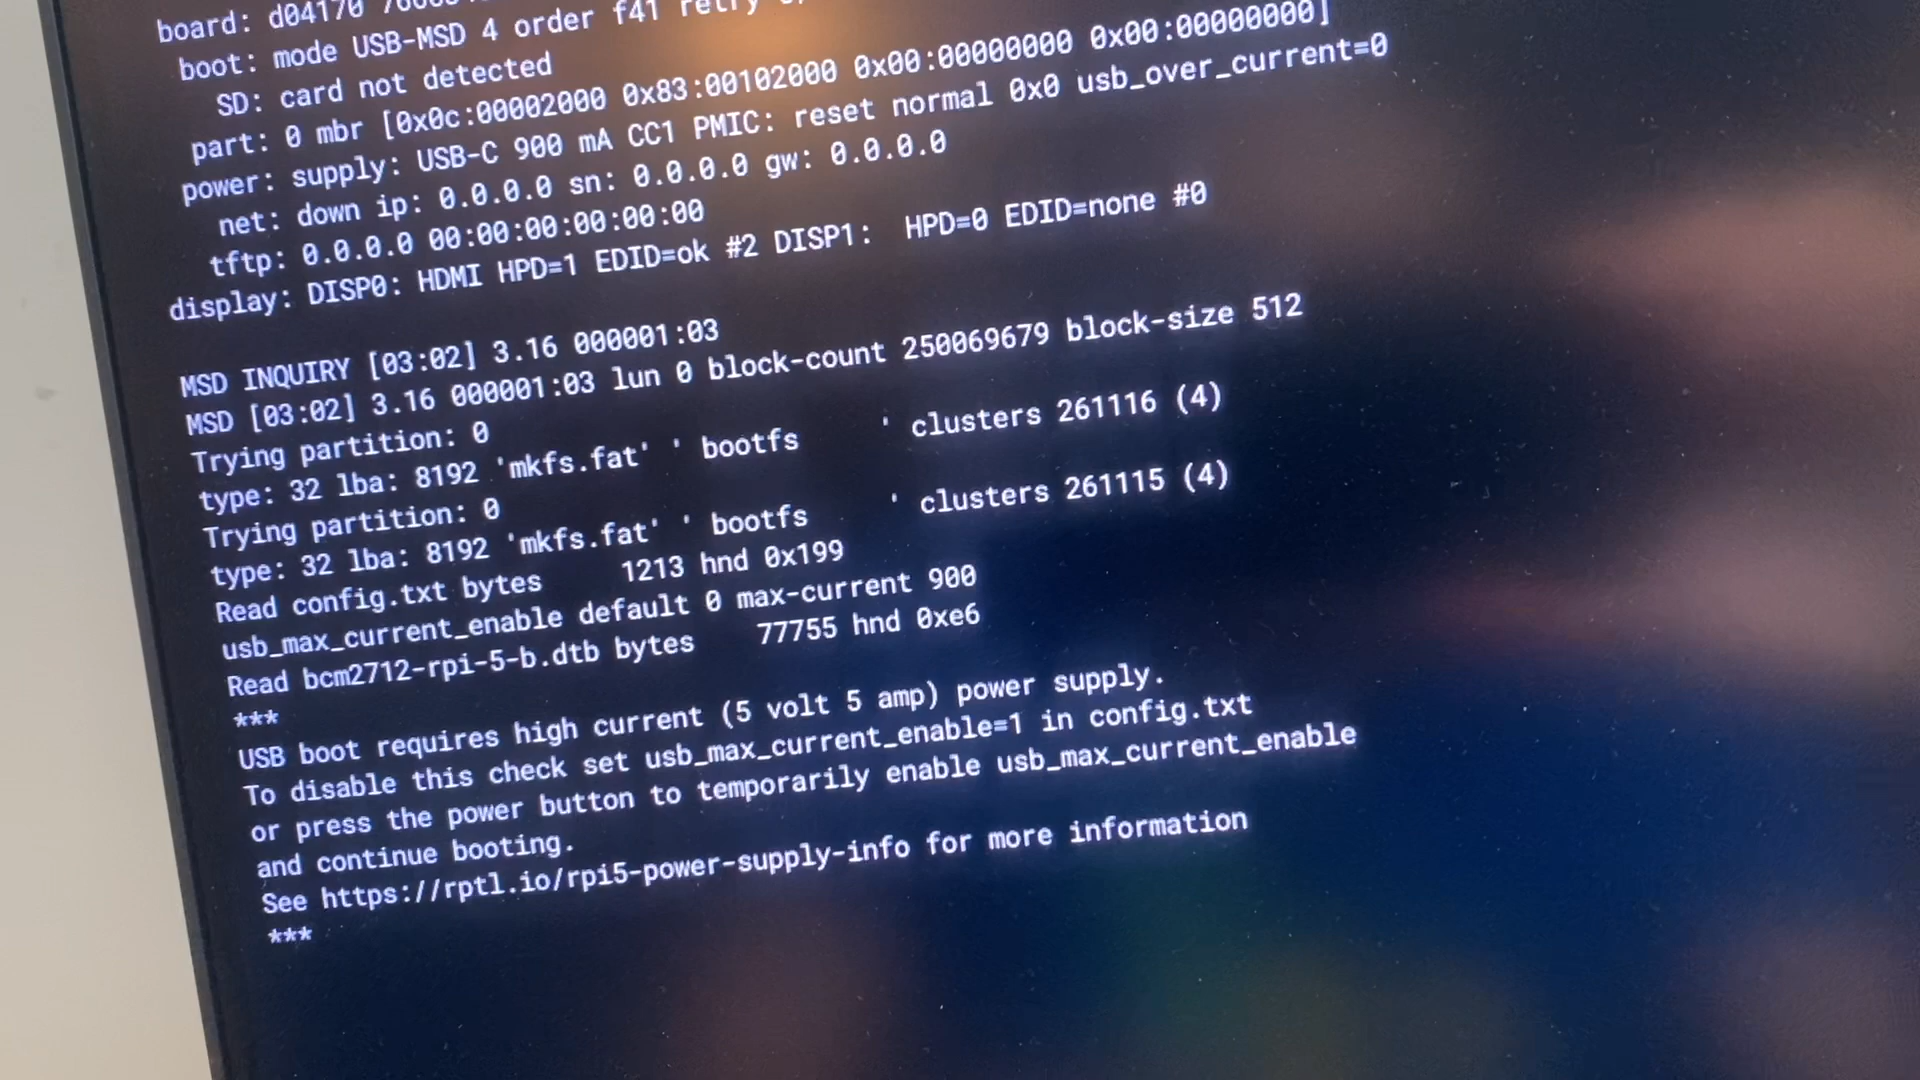 board: d04170
boot: mode USB-MSD 4 order f41 retry
SD: card not detected
part: 0 mbr [0x0c:00002000 0x83:00102000 0x00:00000000 0x00:00000000]
power: supply: USB-C 900 mA CC1 PMIC: reset normal 0x0 usb_over_current=0
net: down ip: 0.0.0.0 sn: 0.0.0.0 gw: 0.0.0.0
tftp: 0.0.0.0 00:00:00:00:00:00
display: DISP0: HDMI HPD=1 EDID=ok #2 DISP1: HPD=0 EDID=none #0
MSD INQUIRY [03:02] 3.16 000001:03
MSD [03:02] 3.16 000001:03 lun 0 block-count 250069679 block-size 512
Trying partition: 0
type: 32 lba: 8192 'mkfs.fat' ' bootfs ' clusters 261116 (4)
Trying partition: 0
type: 32 lba: 8192 'mkfs.fat' ' bootfs ' clusters 261115 (4)
Read config.txt bytes 1213 hnd 0x199
usb_max_current_enable default 0 max-current 900
Read bcm2712-rpi-5-b.dtb bytes 77755 hnd 0xe6
***
USB boot requires high current (5 volt 5 amp) power supply.
To disable this check set usb_max_current_enable=1 in config.txt
or press the power button to temporarily enable usb_max_current_enable
and continue booting.
See https://rptl.io/rpi5-power-supply-info for more information
***